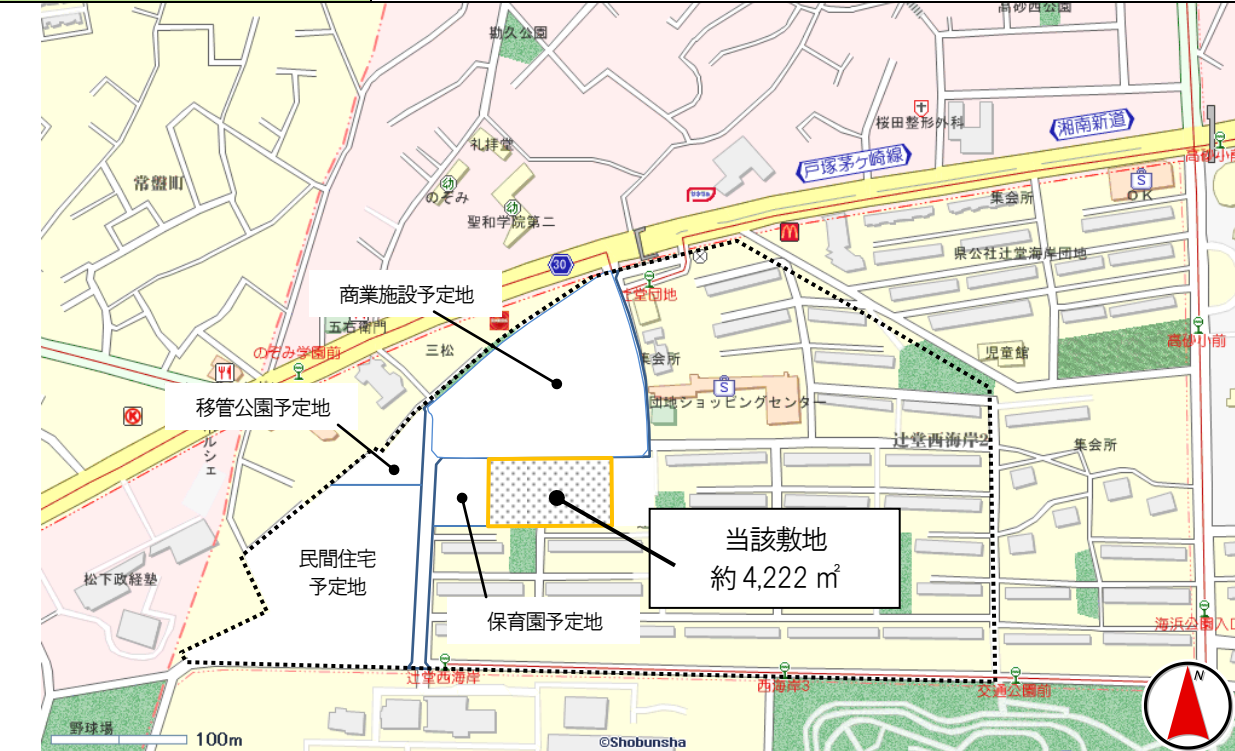 勘久公園
高砂西公園
桜田整形外科
湘南新道
礼拝堂
戸塚茅ケ崎線
高砂小前
常盤町
のぞみ
聖和学院第二
集会所
S
OK
県公社辻堂海岸団地
30
商業施設予定地
辻堂団地
五右衛門
のぞみ学園前
三松
集会所
児童館
高砂小前
S
移管公園予定地
団地ショッピングセンター
辻堂西海岸2
集会所
ルシェ
当該敷地
約 4,222 ㎡
民間住宅
予定地
松下政経塾
保育園予定地
海浜公園入口
辻堂西海岸
西海岸3
交通公園前
N
野球場
100m
©Shobunsha